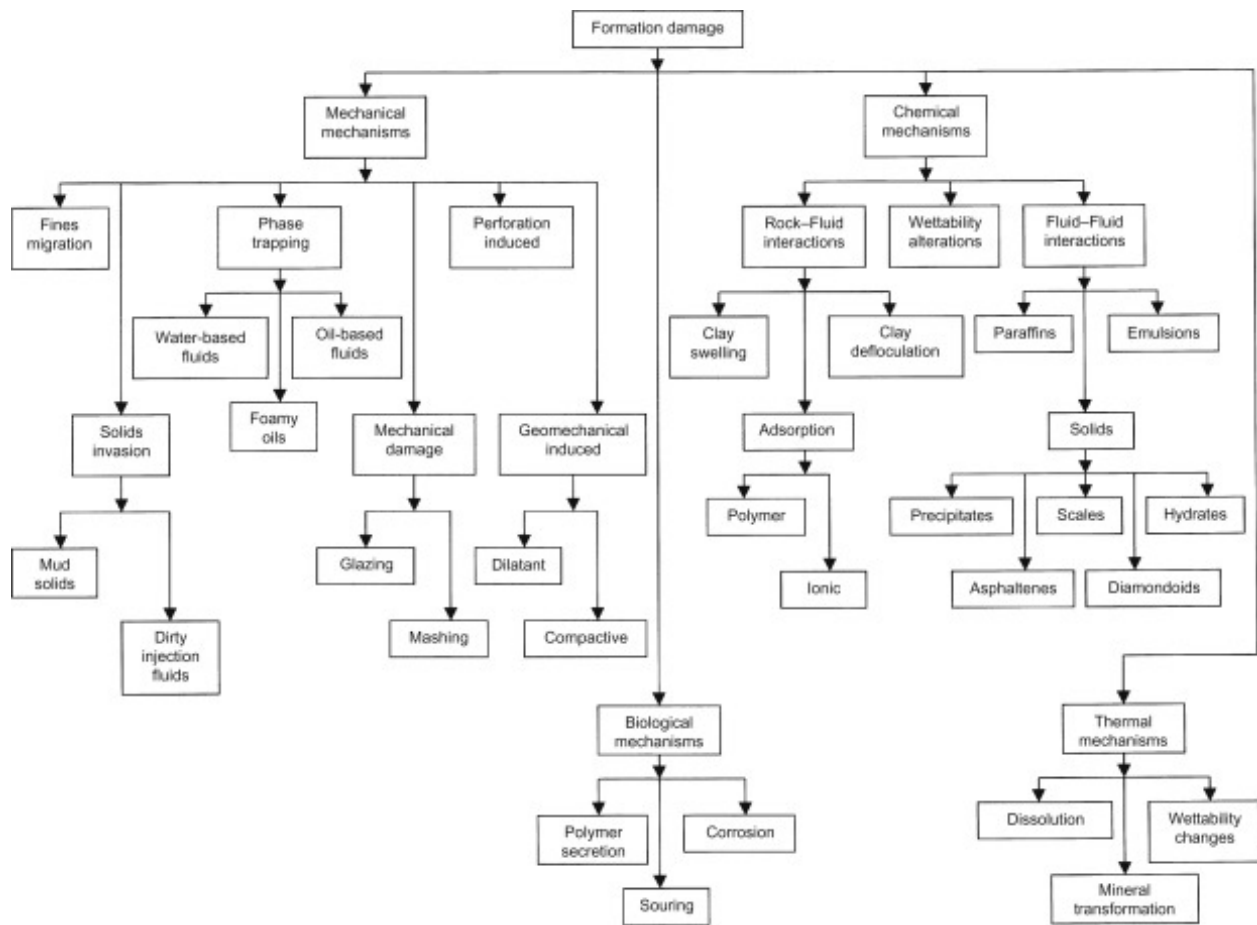 Formation damage
Mechanical
mechanisms
Chemical
mechanisms
Fines
migration
Phase
trapping
Perforation
induced
Rock–Fluid
interactions
Wettability
alterations
Fluid–Fluid
interactions
Water-based
fluids
Oil-based
fluids
Clay
swelling
Clay
defloculation
Paraffins
Emulsions
Solids
invasion
Foamy
oils
Mechanical
damage
Geomechanical
induced
Adsorption
Solids
Mud
solids
Glazing
Dilatant
Polymer
Precipitates
Scales
Hydrates
Dirty
injection
fluids
Mashing
Compactive
Ionic
Asphaltenes
Diamondoids
Biological
mechanisms
Thermal
mechanisms
Polymer
secretion
Corrosion
Dissolution
Wettability
changes
Souring
Mineral
transformation